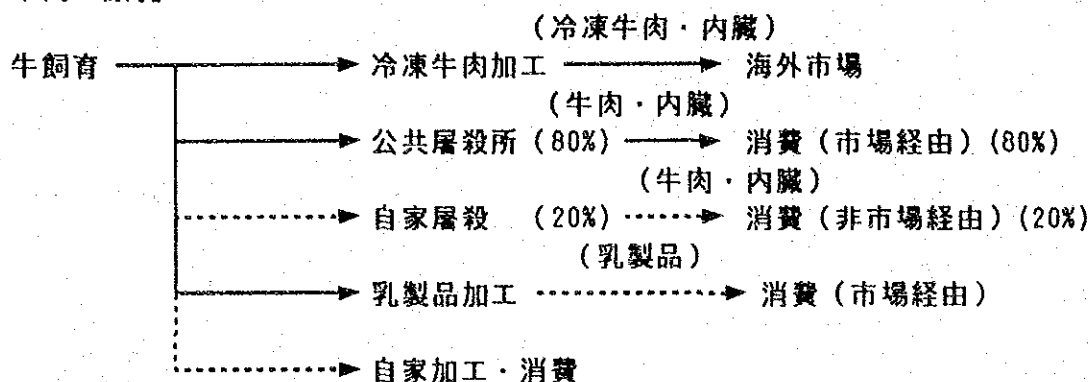 (冷凍牛肉・内臓)
牛飼育 冷凍牛肉加工 海外市場
(牛肉・内臓)
公共屠殺所 (80%) 消費 (市場経由) (80%)
(牛肉・内臓)
自家屠殺 (20%) 消費 (非市場経由) (20%)
(乳製品)
乳製品加工 消費 (市場経由)
自家加工・消費